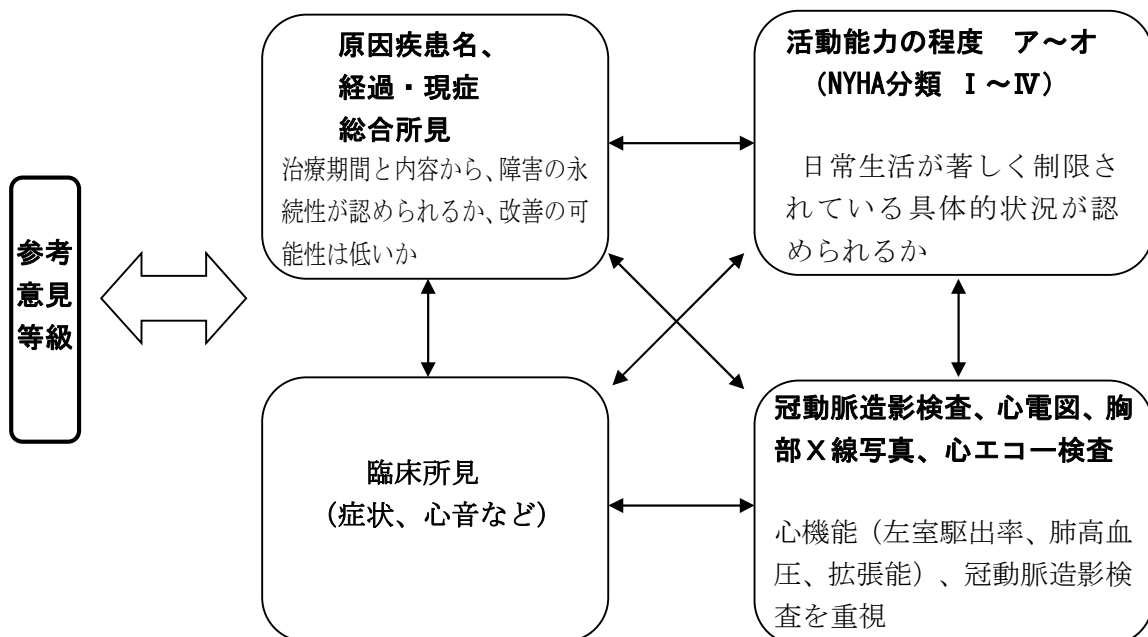 参考
意見
等級
原因疾患名、
経過・現症
総合所見
治療期間と内容から、障害の永
続性が認められるか、改善の可
能性は低いか
活動能力の程度　ア～オ
（NYHA分類　Ⅰ～Ⅳ）
日常生活が著しく制限さ
れている具体的状況が認
められるか
臨床所見
（症状、心音など）
冠動脈造影検査、心電図、胸
部Ｘ線写真、心エコー検査
心機能（左室駆出率、肺高血
圧、拡張能）、冠動脈造影検
査を重視